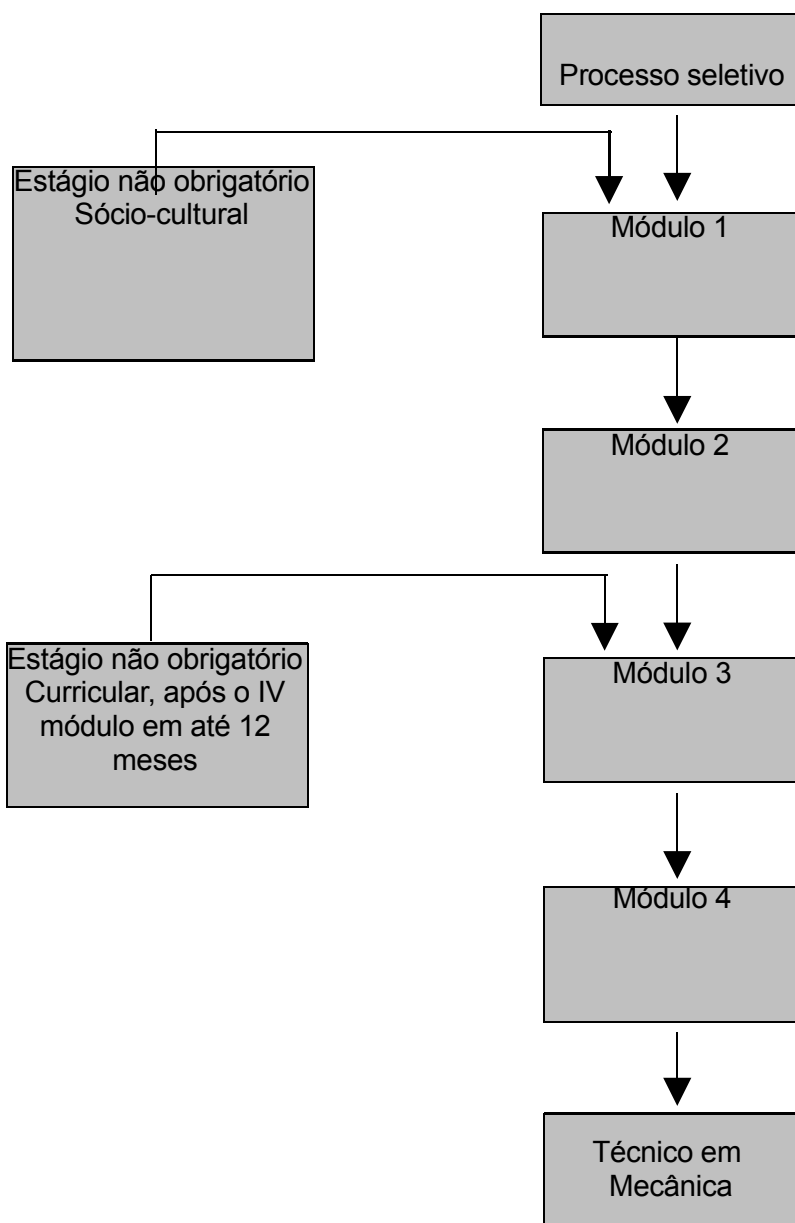 Processo seletivo
Estágio não obrigatório
Sócio-cultural
Módulo 1
Módulo 2
Estágio não obrigatório
Curricular, após o IV
módulo em até 12
meses
Módulo 3
Módulo 4
Técnico em
Mecânica